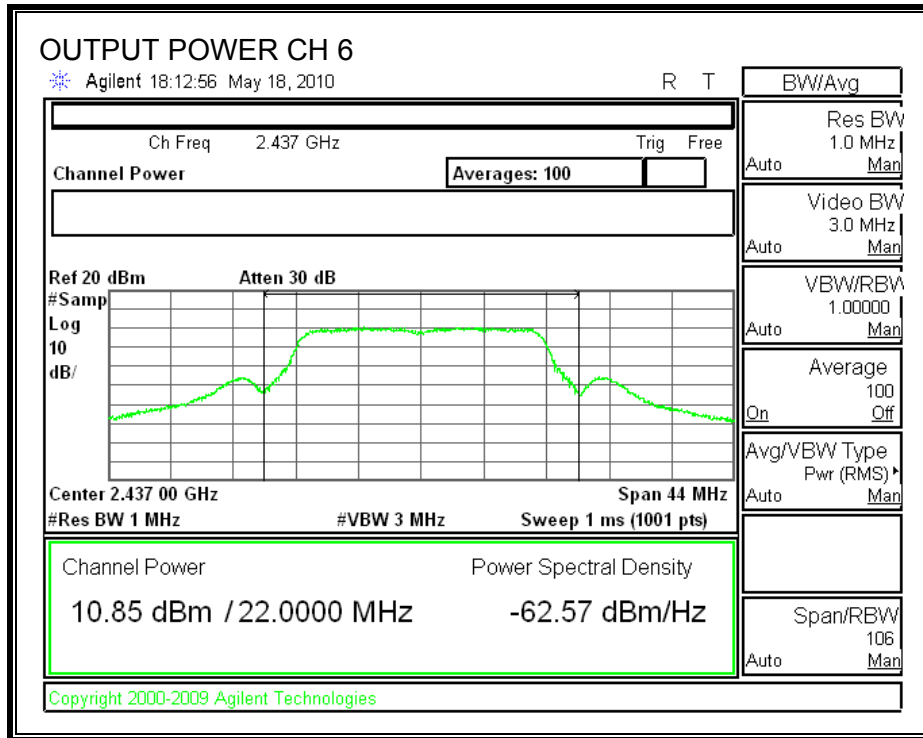 OUTPUT POWER CH 6
Agilent 18:12:56 May 18, 2010 R T
Ch Freq 2.437 GHz Trig Free
Channel Power Averages: 100
Ref 20 dBm Atten 30 dB
#Samp
Log
10
dB/
Center 2.437 00 GHz Span 44 MHz
#Res BW 1 MHz #VBW 3 MHz Sweep 1 ms (1001 pts)
Channel Power Power Spectral Density
10.85 dBm / 22.0000 MHz -62.57 dBm/Hz
Copyright 2000-2009 Agilent Technologies
BW/Avg
Res BW
1.0 MHz
Auto Man
Video BW
3.0 MHz
Auto Man
VBW/RBW
1.00000
Auto Man
Average
100
On Off
Avg/VBW Type
Pwr (RMS)
Auto Man
Span/RBW
106
Auto Man